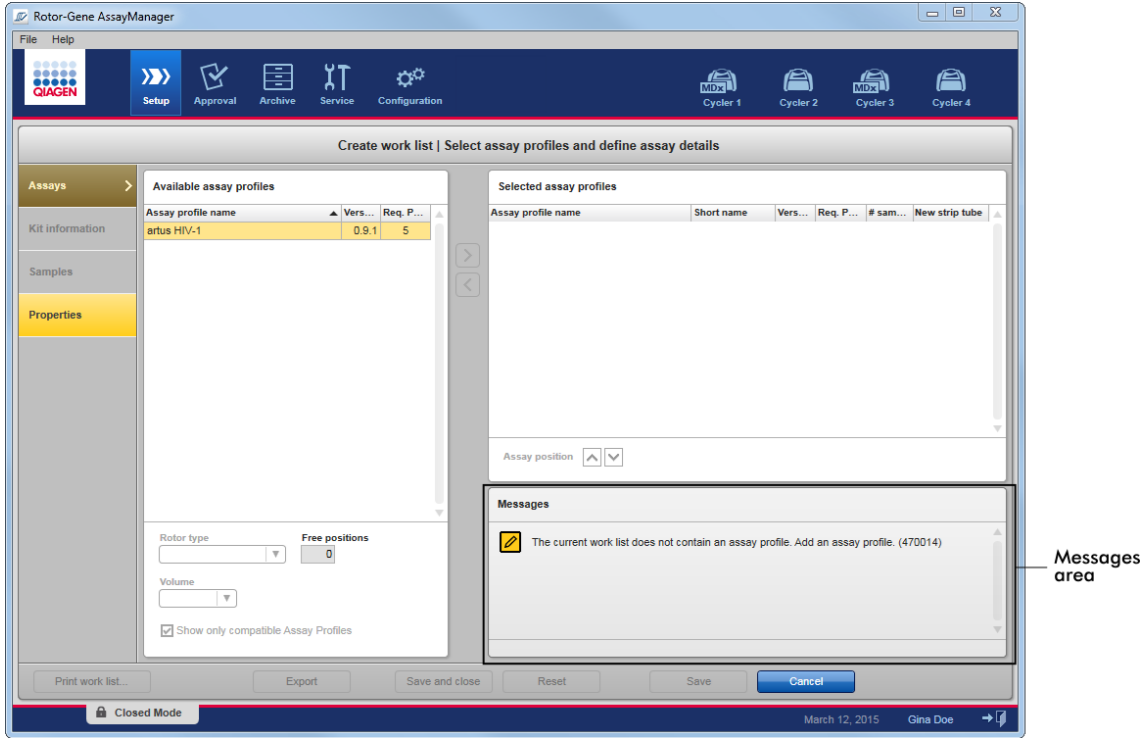 Rotor-Gene AssayManager
File Help
QIAGEN
Setup Approval Archive Service Configuration
MDx MDx
Cycler 1 Cycler 2 Cycler 3 Cycler 4
Create work list | Select assay profiles and define assay details
Assays
Kit information
Samples
Properties
Available assay profiles
Assay profile name Vers... Req. P...
artus HIV-1 0.9.1 5
Rotor type Free positions
0
Volume
Show only compatible Assay Profiles
Selected assay profiles
Assay profile name Short name Vers... Req. P... # sam... New strip tube
Assay position
Messages
The current work list does not contain an assay profile. Add an assay profile. (470014)
Messages
area
Print work list... Export Save and close Reset Save Cancel
Closed Mode
March 12, 2015 Gina Doe